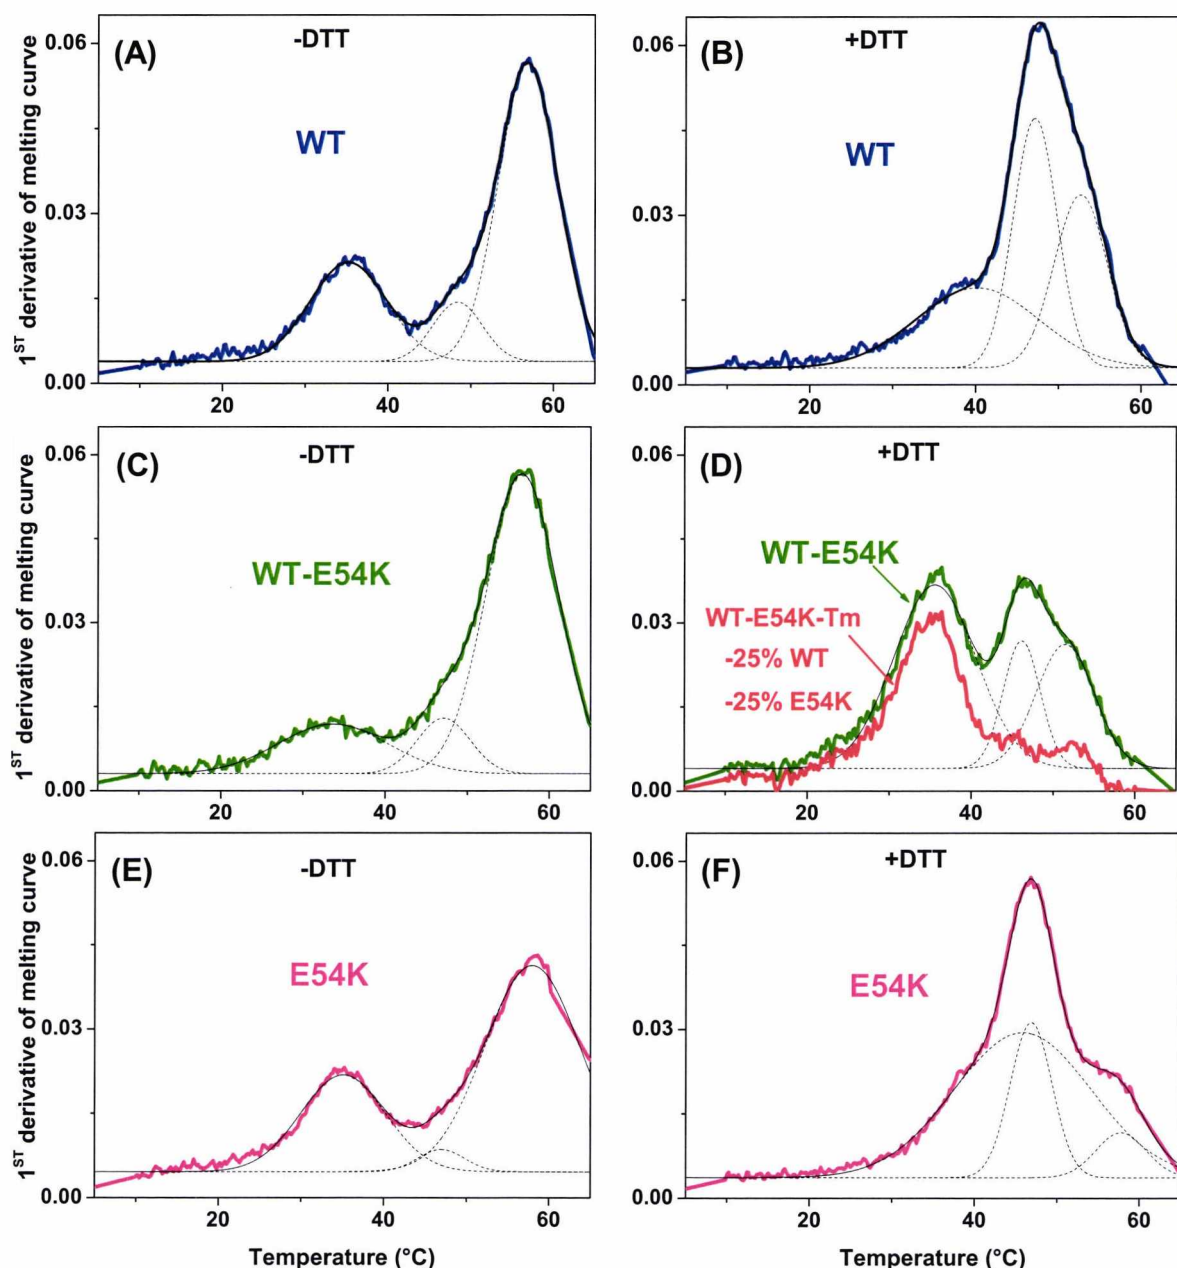 (A)
-DTT
WT
1ST derivative of melting curve
0.06
0.03
0.00
20
40
60
(B)
+DTT
WT
0.06
0.03
0.00
20
40
60
(C)
-DTT
WT-E54K
1ST derivative of melting curve
0.06
0.03
0.00
20
40
60
(D)
+DTT
WT-E54K
WT-E54K-Tm
-25% WT
-25% E54K
0.06
0.03
0.00
20
40
60
(E)
-DTT
E54K
1ST derivative of melting curve
0.06
0.03
0.00
20
40
60
Temperature (°C)
(F)
+DTT
E54K
0.06
0.03
0.00
20
40
60
Temperature (°C)